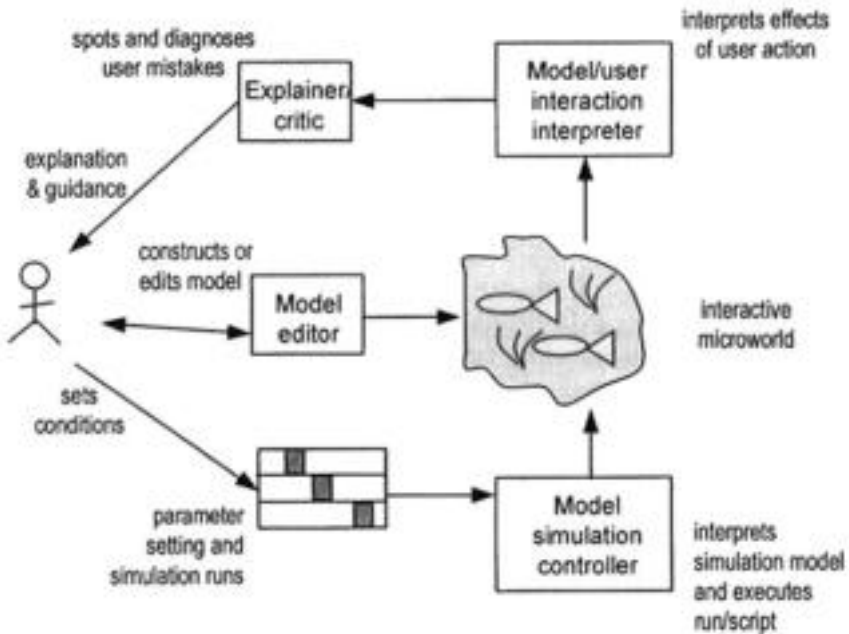 spots and diagnoses
user mistakes
Explainer/
critic
Model/user
interaction
interpreter
interprets effects
of user action
explanation
& guidance
constructs or
edits model
Model
editor
interactive
microworld
sets
conditions
parameter
setting and
simulation runs
Model
simulation
controller
interprets
simulation model
and executes
run/script